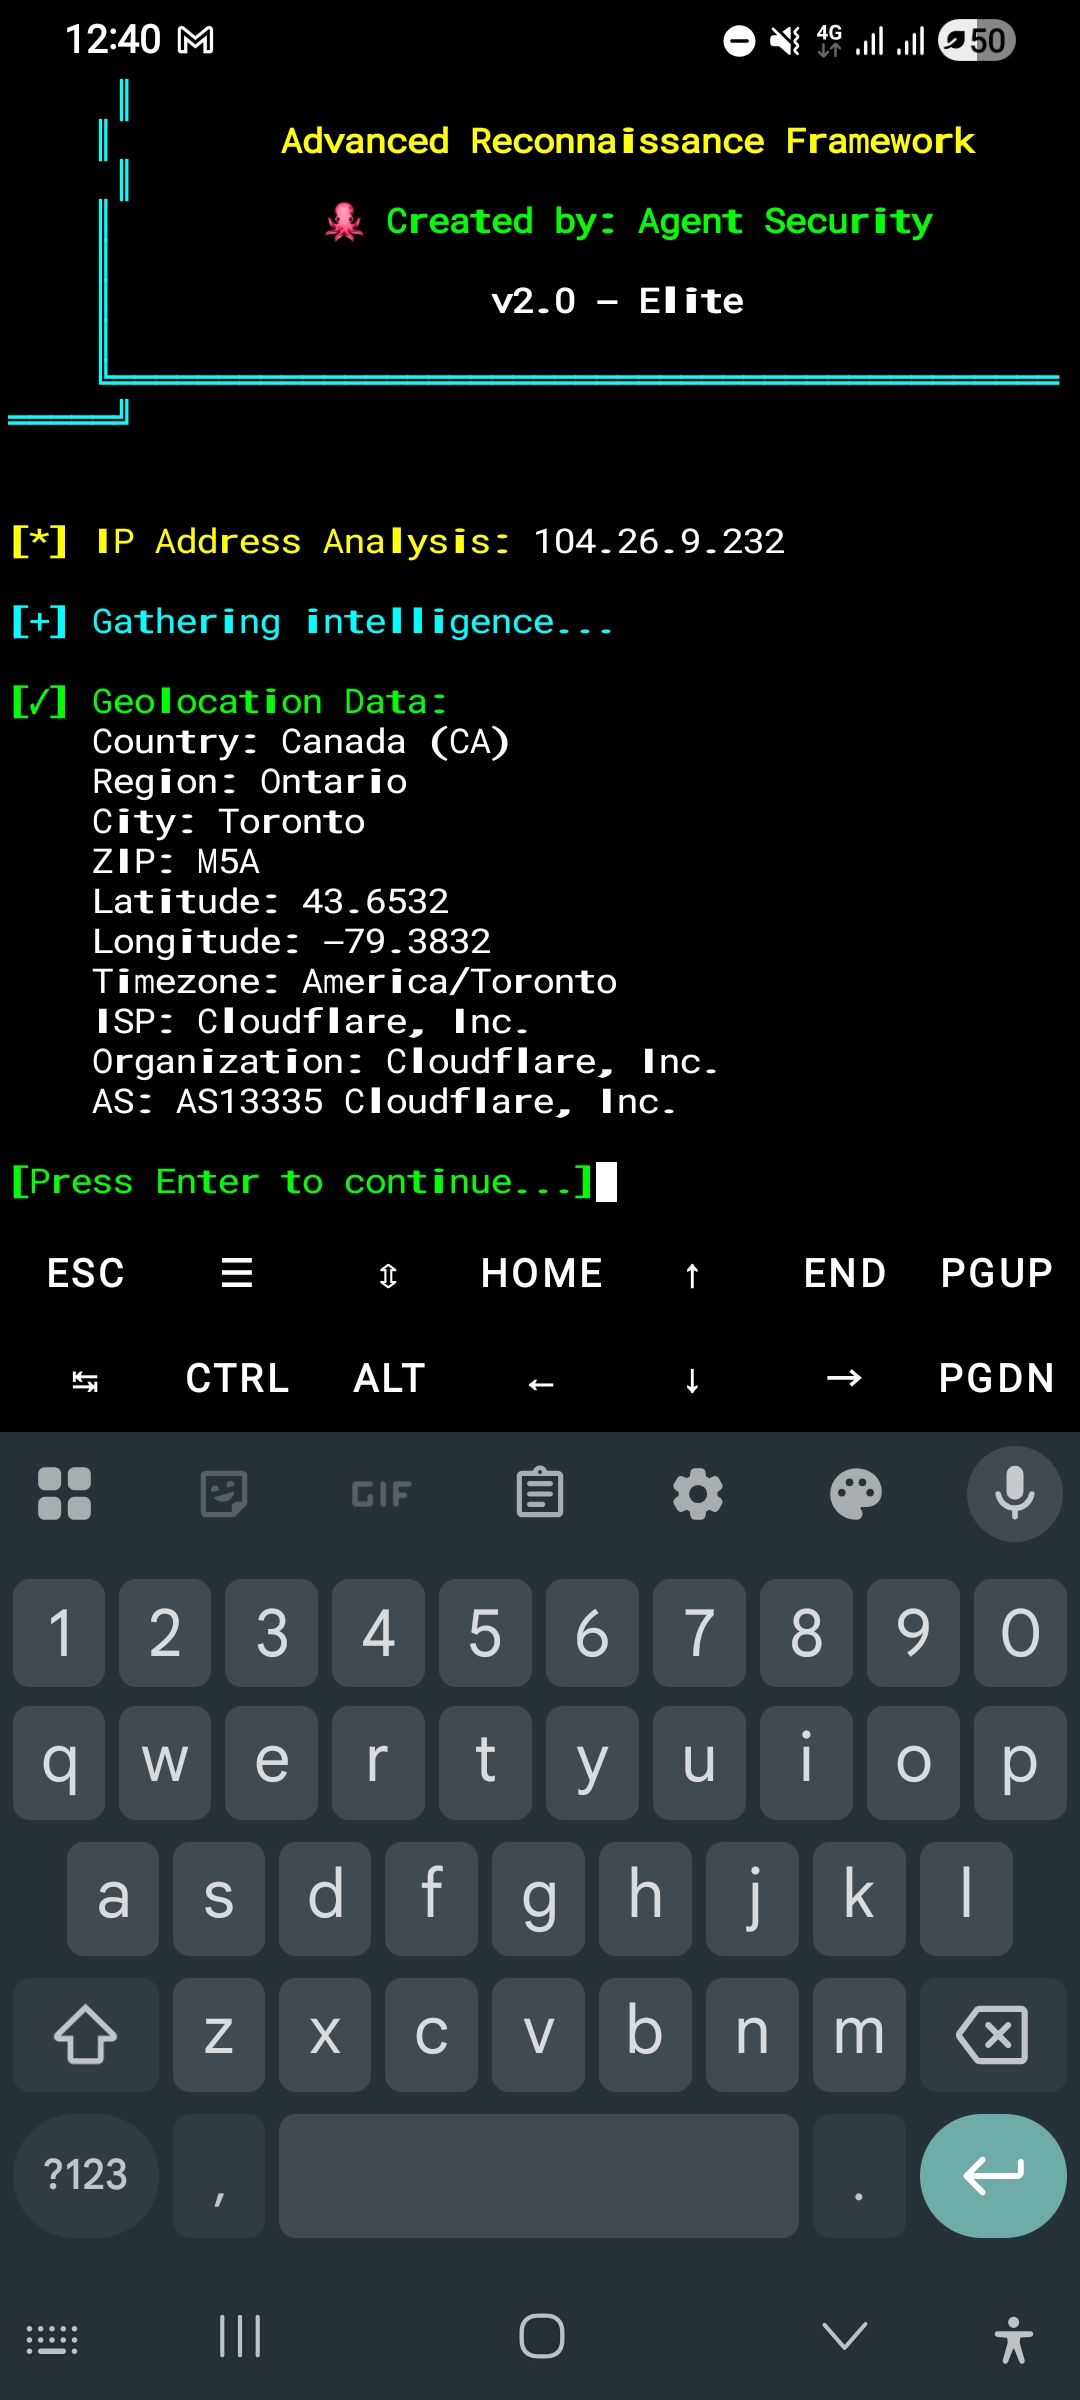 12:40 4G 50
Advanced Reconnaissance Framework
🐙 Created by: Agent Security
v2.0 – Elite
[*] IP Address Analysis: 104.26.9.232
[+] Gathering intelligence...
[✓] Geolocation Data:
Country: Canada (CA)
Region: Ontario
City: Toronto
ZIP: M5A
Latitude: 43.6532
Longitude: –79.3832
Timezone: America/Toronto
ISP: Cloudflare, Inc.
Organization: Cloudflare, Inc.
AS: AS13335 Cloudflare, Inc.
[Press Enter to continue...]
ESC ☰ ⇳ HOME ↑ END PGUP
↹ CTRL ALT ← ↓ → PGDN
GIF
1 2 3 4 5 6 7 8 9 0
q w e r t y u i o p
a s d f g h j k l
z x c v b n m
?123 , .